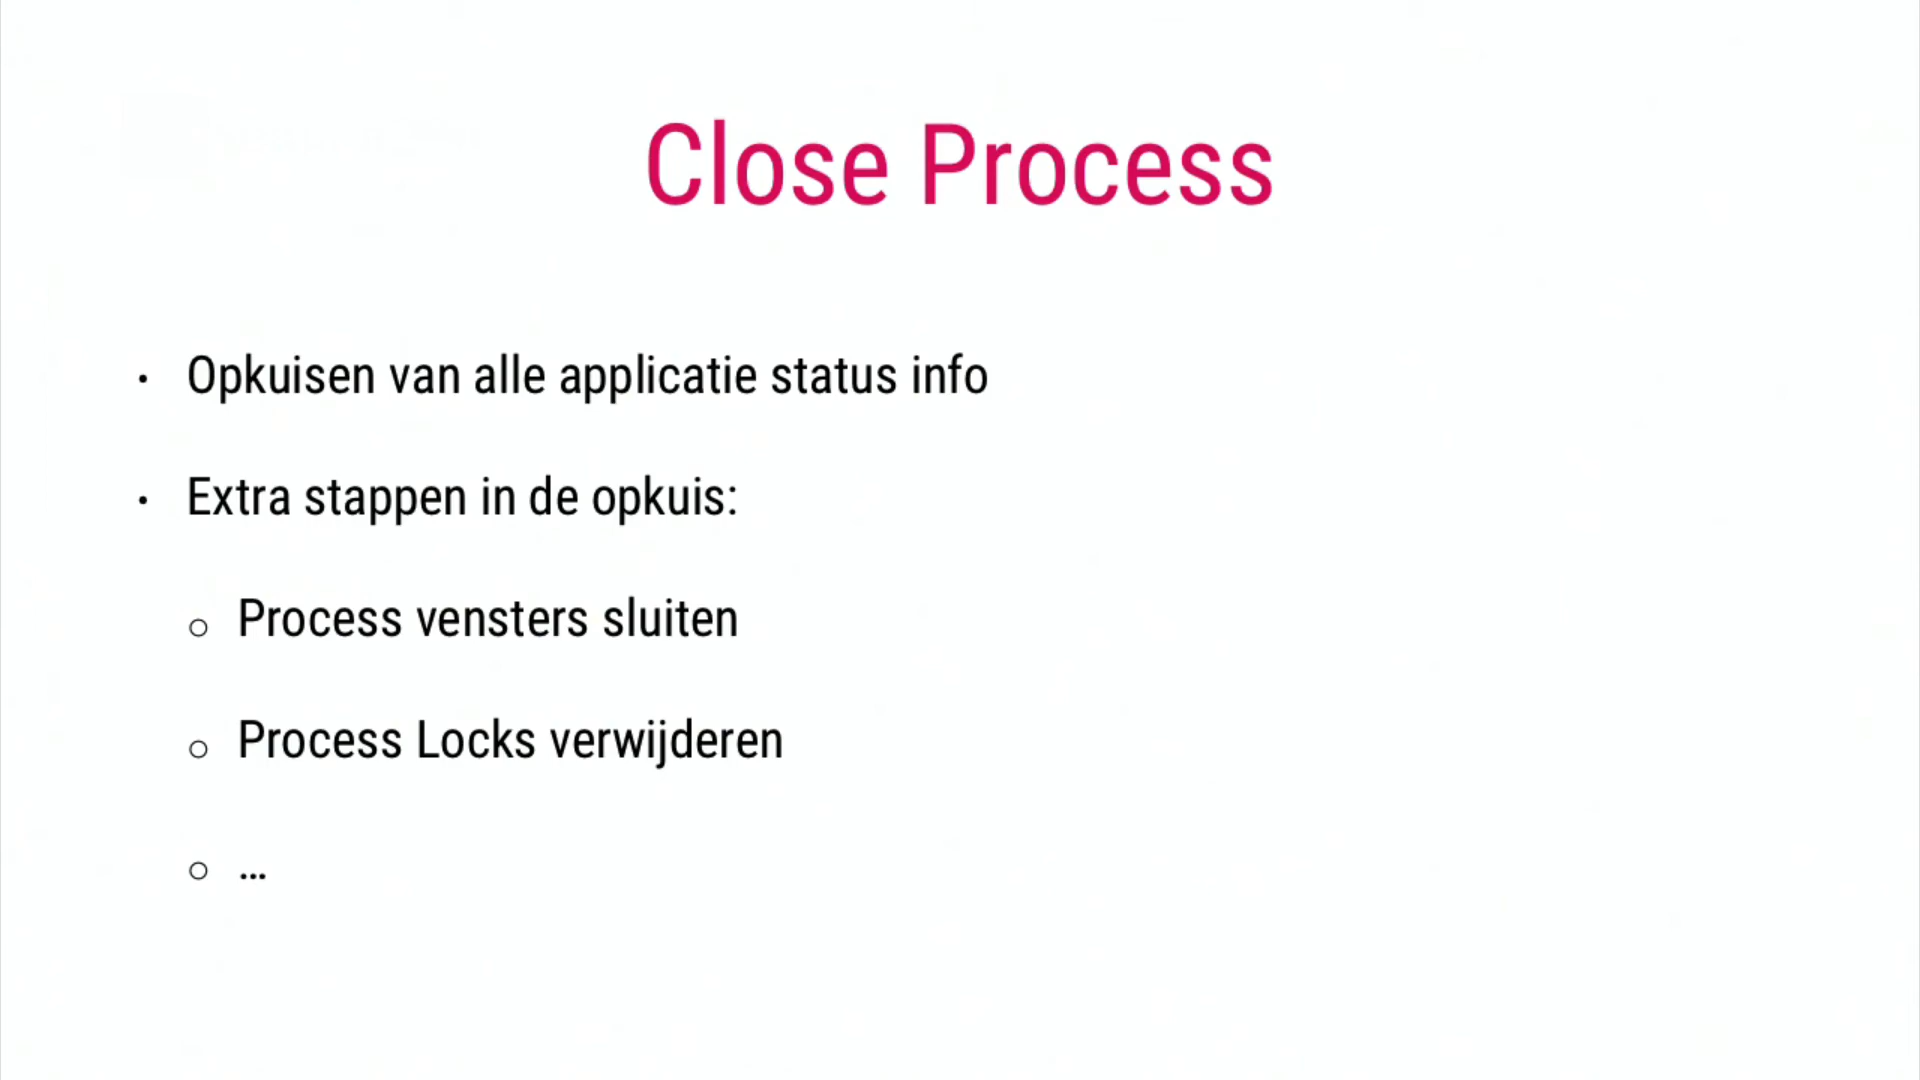 Close Process
• Opkuisen van alle applicatie status info
• Extra stappen in de opkuis:
○ Process vensters sluiten
○ Process Locks verwijderen
○ ...